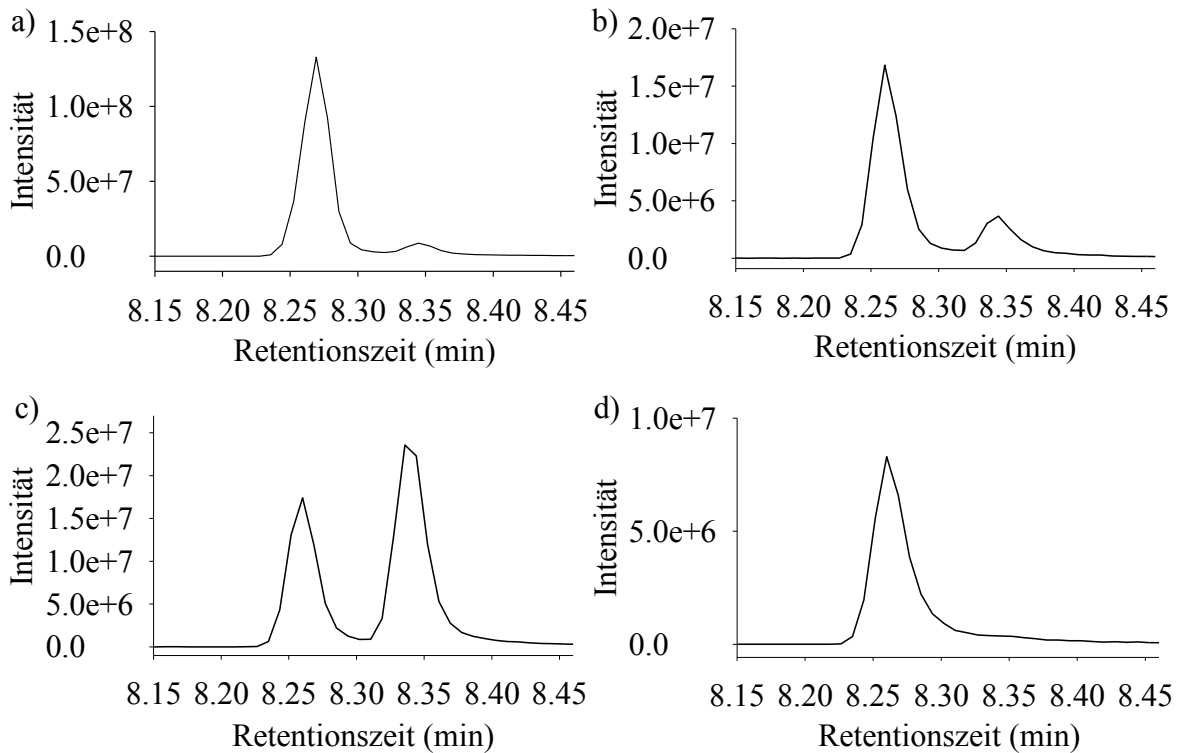 a)
1.5e+8
1.0e+8
5.0e+7
0.0
Intensität
8.15 8.20 8.25 8.30 8.35 8.40 8.45
Retentionszeit (min)
b)
2.0e+7
1.5e+7
1.0e+7
5.0e+6
0.0
Intensität
8.15 8.20 8.25 8.30 8.35 8.40 8.45
Retentionszeit (min)
c)
2.5e+7
2.0e+7
1.5e+7
1.0e+7
5.0e+6
0.0
Intensität
8.15 8.20 8.25 8.30 8.35 8.40 8.45
Retentionszeit (min)
d)
1.0e+7
5.0e+6
0.0
Intensität
8.15 8.20 8.25 8.30 8.35 8.40 8.45
Retentionszeit (min)